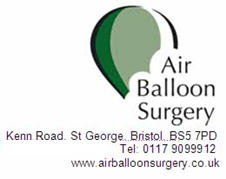 Air
Balloon
Surgery
Kenn Road. St George. Bristol. BS5 7PD
Tel: 0117 9099912
www.airballoonsurgery.co.uk